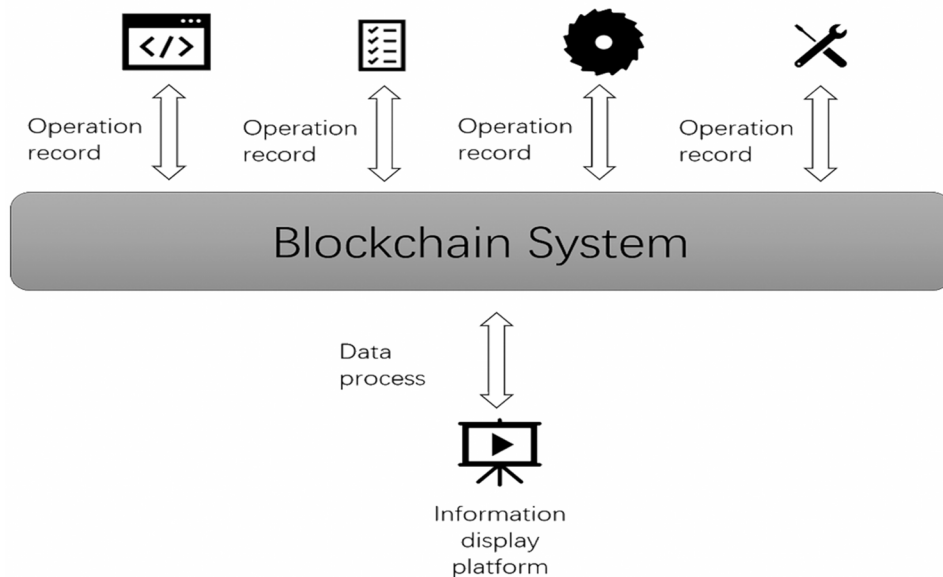 </>
Operation
record
Operation
record
Operation
record
Operation
record
Blockchain System
Data
process
Information
display
platform